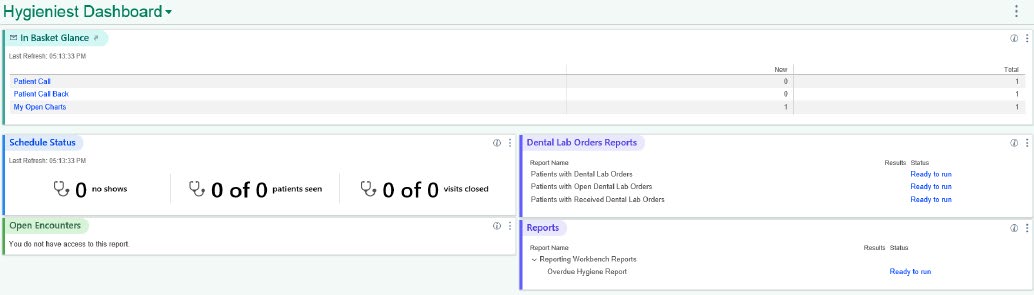 Hygieniest Dashboard
In Basket Glance
Last Refresh: 05:13:33 PM
New Total
Patient Call 0 1
Patient Call Back 0 1
My Open Charts 1 1
Schedule Status
Last Refresh: 05:13:33 PM
0 no shows
0 of 0 patients seen
0 of 0 visits closed
Open Encounters
You do not have access to this report.
Dental Lab Orders Reports
Report Name Results Status
Patients with Dental Lab Orders Ready to run
Patients with Open Dental Lab Orders Ready to run
Patients with Received Dental Lab Orders Ready to run
Reports
Report Name Results Status
Reporting Workbench Reports
Overdue Hygiene Report Ready to run